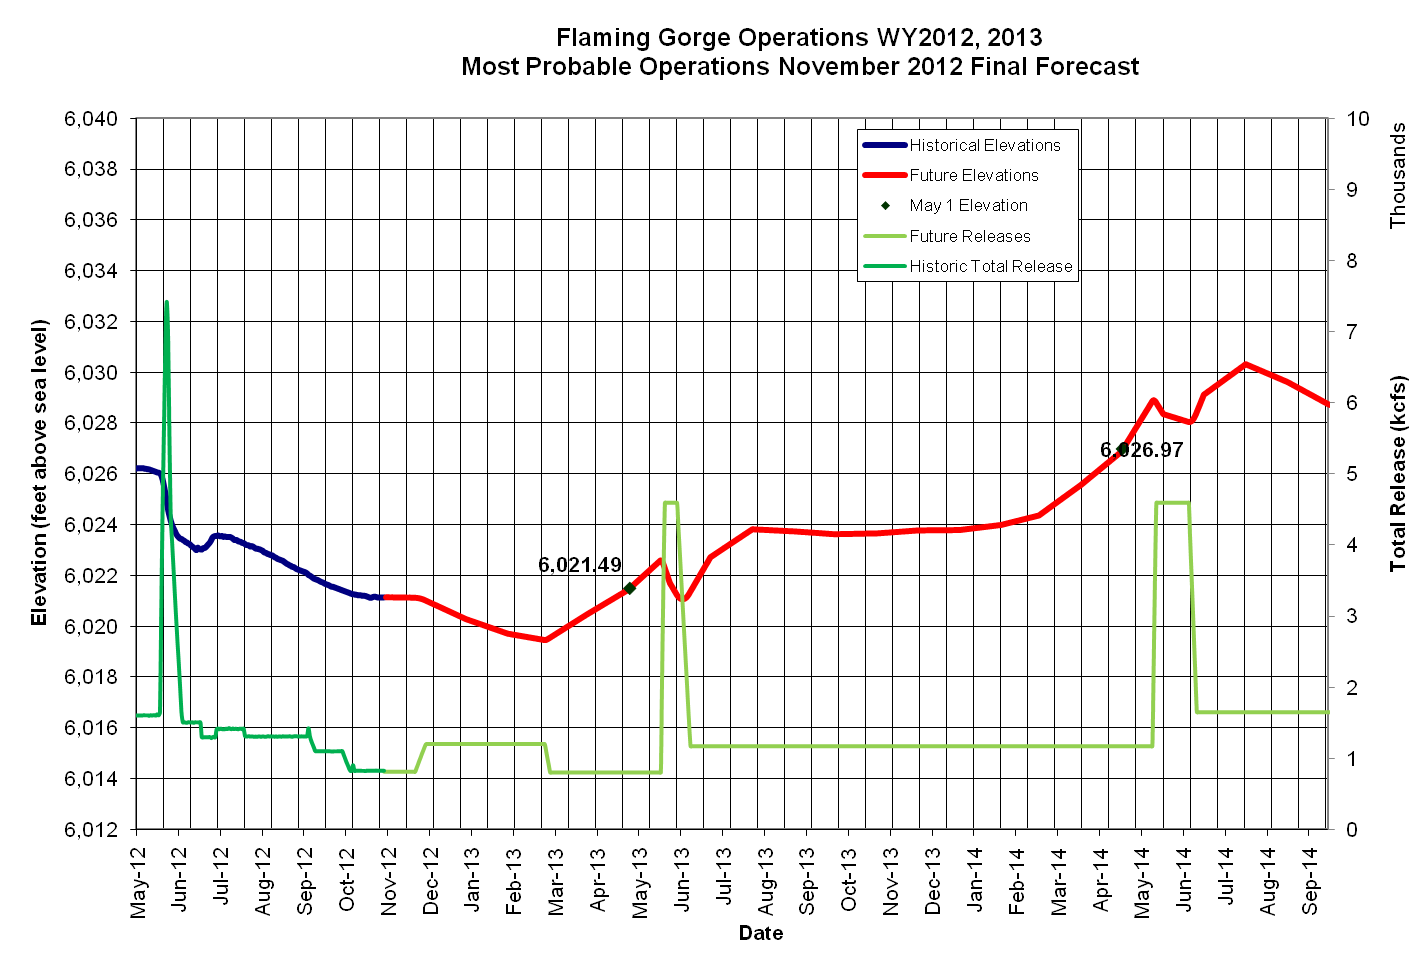 Flaming Gorge Operations WY2012, 2013
Most Probable Operations November 2012 Final Forecast
6,040
6,038
6,036
6,034
6,032
6,030
6,028
6,026
6,024
6,022
6,020
6,018
6,016
6,014
6,012
Elevation (feet above sea level)
Historical Elevations
Future Elevations
May 1 Elevation
Future Releases
Historic Total Release
6,021.49
6,026.97
10
9
8
7
6
5
4
3
2
1
0
Thousands
Total Release (kcfs)
May-12
Jun-12
Jul-12
Aug-12
Sep-12
Oct-12
Nov-12
Dec-12
Jan-13
Feb-13
Mar-13
Apr-13
May-13
Jun-13
Jul-13
Aug-13
Sep-13
Oct-13
Nov-13
Dec-13
Jan-14
Feb-14
Mar-14
Apr-14
May-14
Jun-14
Jul-14
Aug-14
Sep-14
Date